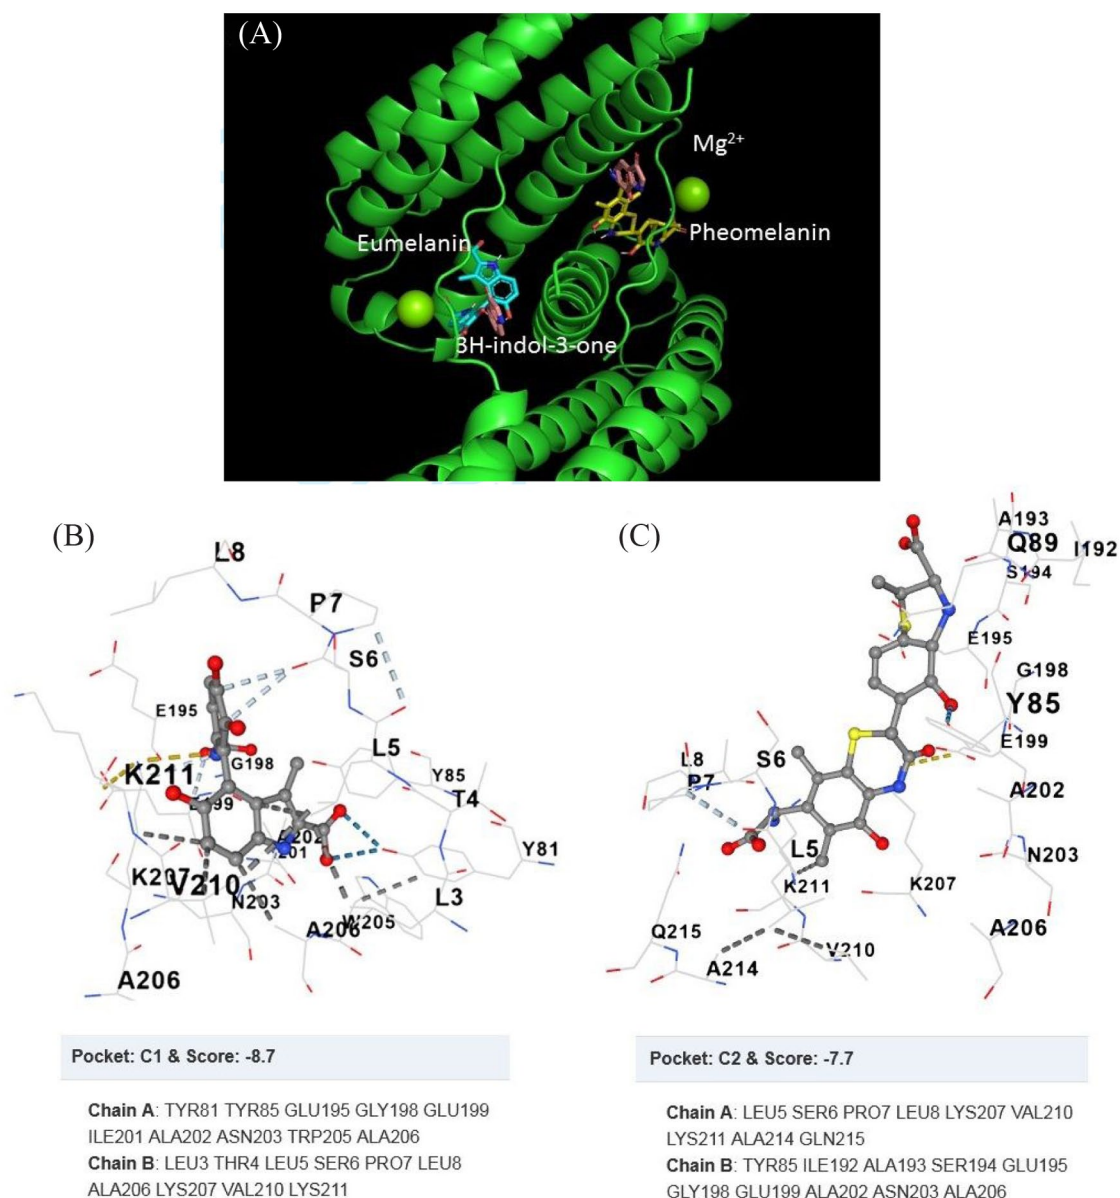 (A)
Mg²⁺
Eumelanin
Pheomelanin
3H-indol-3-one
(B)
L8
P7
S6
E195
K211
G198
L5
Y85
T4
Y81
K207
V210
N203
A206
W205
L3
A206
(C)
A193
Q89
I192
S194
E195
G198
Y85
E199
L8
S6
P7
A202
L5
N203
K211
K207
Q215
A206
V210
A214
Pocket: C1 & Score: -8.7
Chain A: TYR81 TYR85 GLU195 GLY198 GLU199
ILE201 ALA202 ASN203 TRP205 ALA206
Chain B: LEU3 THR4 LEU5 SER6 PRO7 LEU8
ALA206 LYS207 VAL210 LYS211
Pocket: C2 & Score: -7.7
Chain A: LEU5 SER6 PRO7 LEU8 LYS207 VAL210
LYS211 ALA214 GLN215
Chain B: TYR85 ILE192 ALA193 SER194 GLU195
GLY198 GLU199 ALA202 ASN203 ALA206